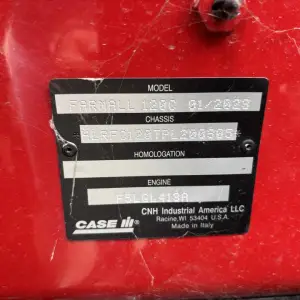 MODEL
FARMALL 120C 01/2023
CHASSIS
HOMOLOGATION
ENGINE
F5LGL413A
CASE IH
CNH Industrial America LLC
Racine, WI 53404 U.S.A.
Made in Italy